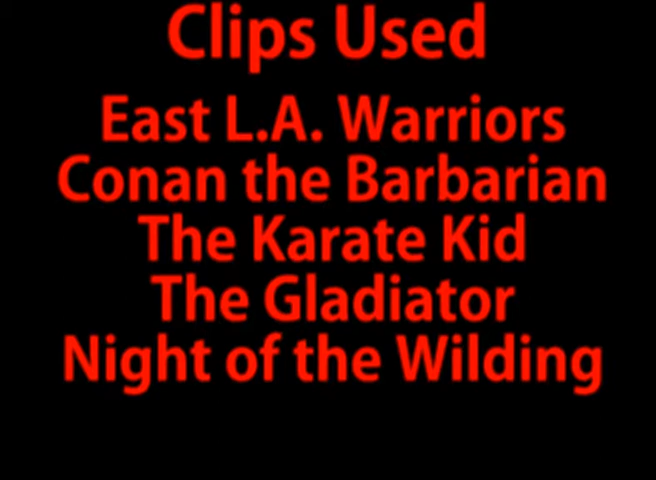 Clips Used
East L.A. Warriors
Conan the Barbarian
The Karate Kid
The Gladiator
Night of the Wilding